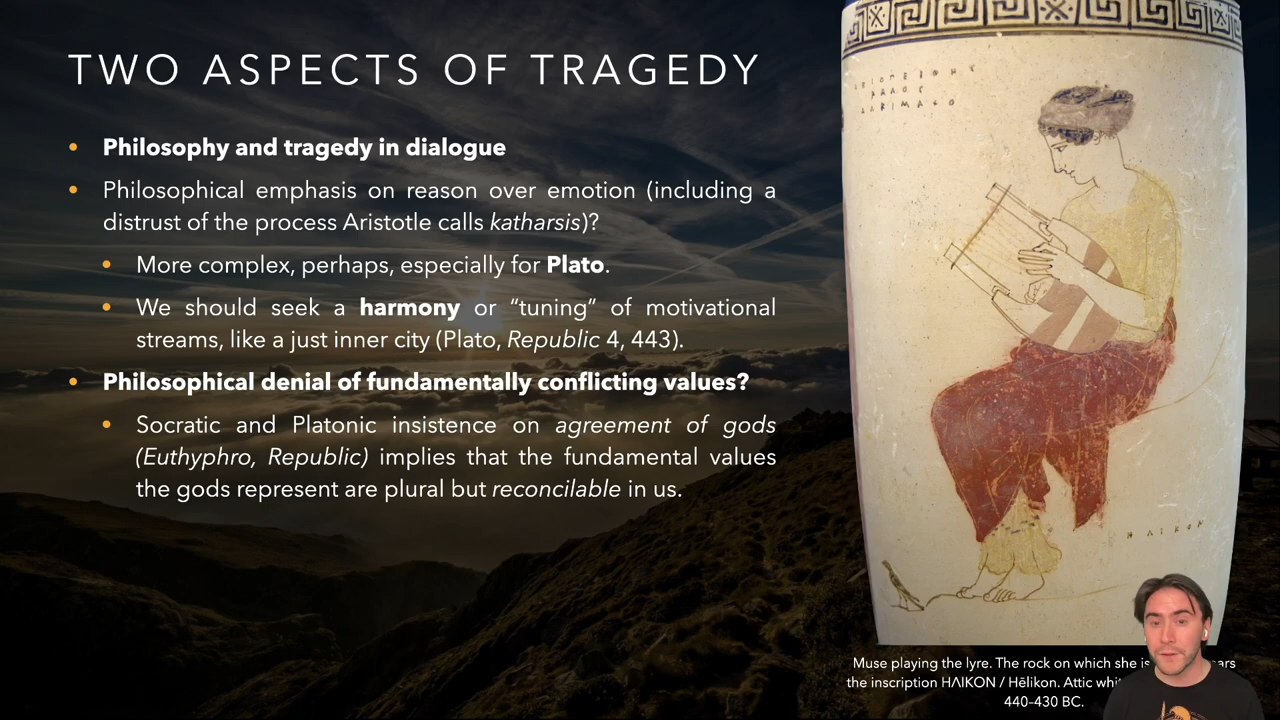 TWO ASPECTS OF TRAGEDY
• Philosophy and tragedy in dialogue
• Philosophical emphasis on reason over emotion (including a
distrust of the process Aristotle calls katharsis)?
• More complex, perhaps, especially for Plato.
• We should seek a harmony or “tuning” of motivational
streams, like a just inner city (Plato, Republic 4, 443).
• Philosophical denial of fundamentally conflicting values?
• Socratic and Platonic insistence on agreement of gods
(Euthyphro, Republic) implies that the fundamental values
the gods represent are plural but reconcilable in us.
ΚΑΛΟΣ
Muse playing the lyre. The rock on which she is
the inscription HΛIKON / Hēlikon. Attic
440–430 BC.